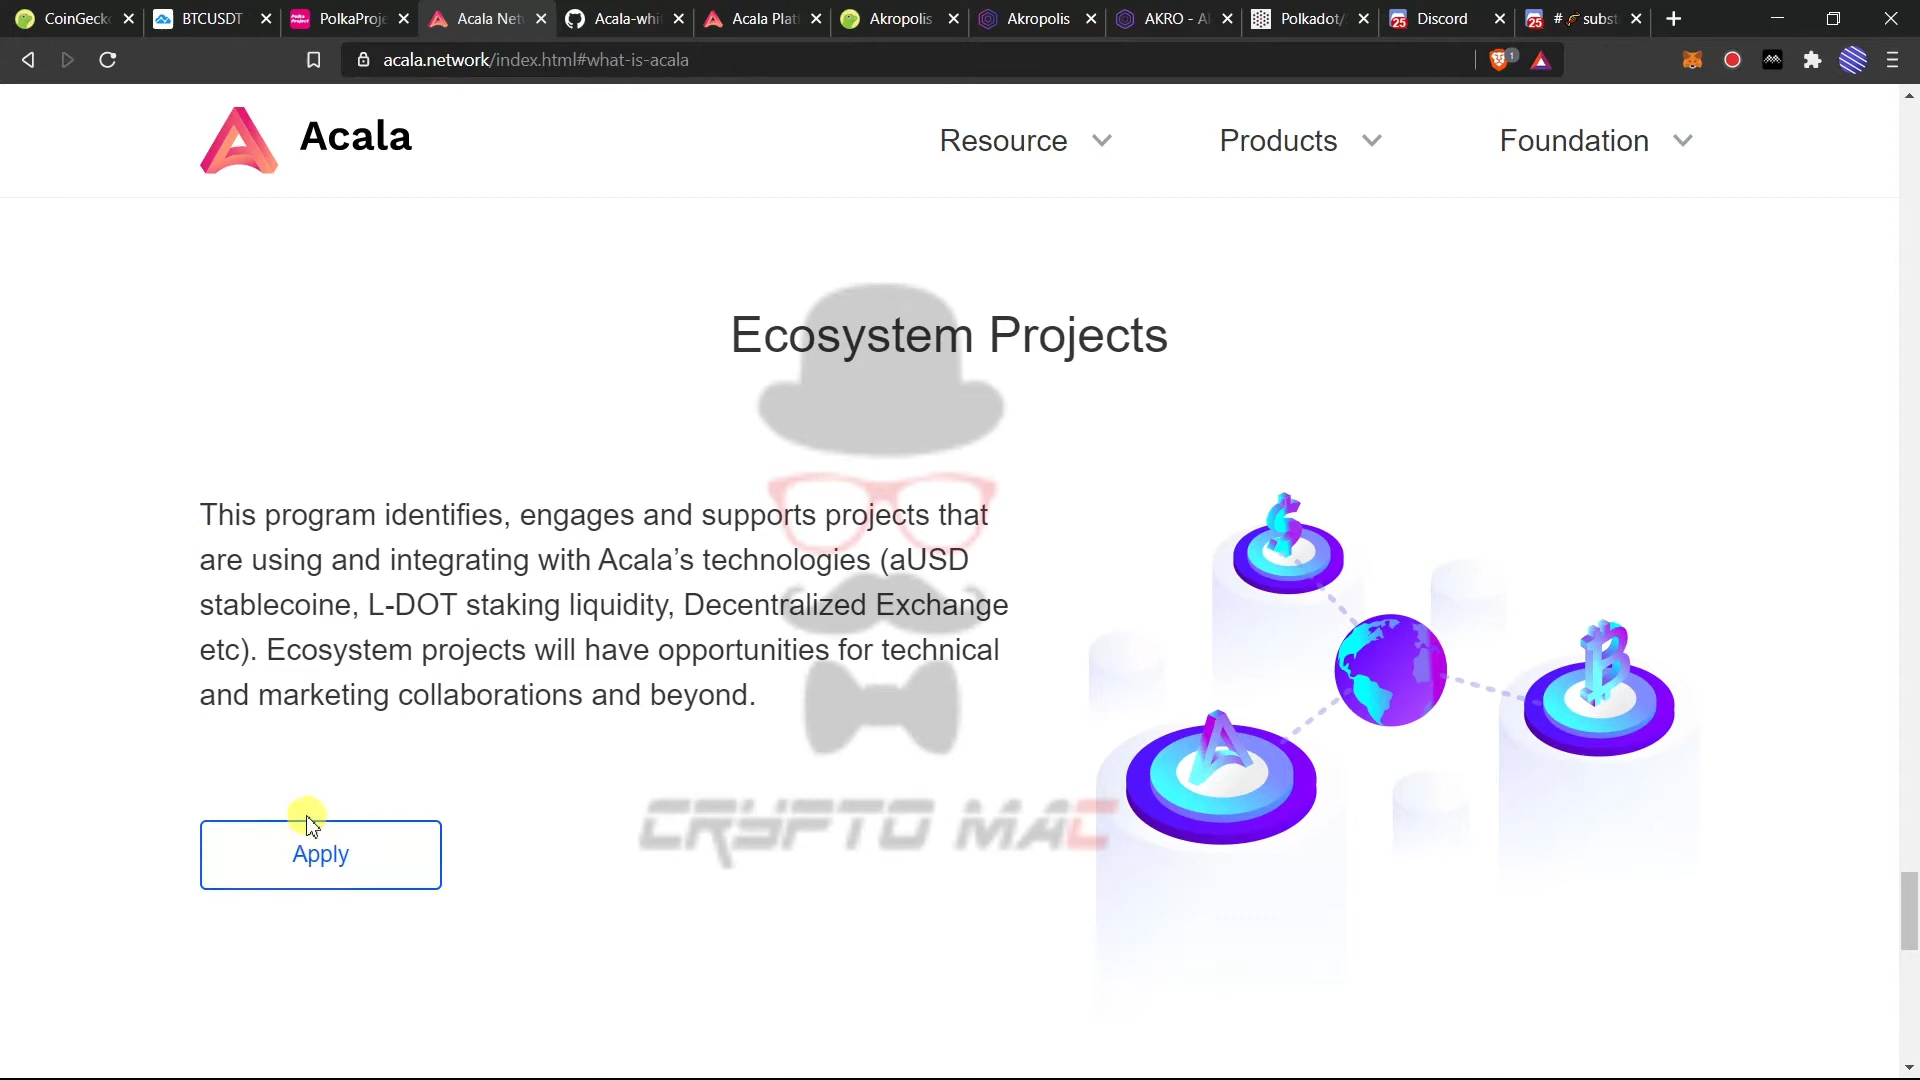 CoinGeck
BTCUSDT
PolkaProje
Acala Net
Acala-whi
Acala Plat
Akropolis
Akropolis
AKRO - A
Polkadot/
Discord
# subst
acala.network/index.html#what-is-acala
Acala
Resource
Products
Foundation
Ecosystem Projects
This program identifies, engages and supports projects that
are using and integrating with Acala’s technologies (aUSD
stablecoine, L-DOT staking liquidity, Decentralized Exchange
etc). Ecosystem projects will have opportunities for technical
and marketing collaborations and beyond.
CRYPTO MAC
Apply